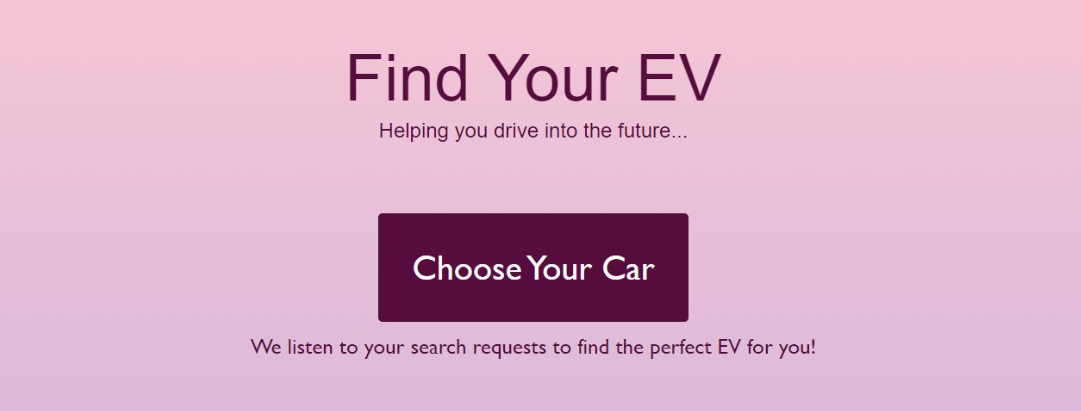 Find Your EV
Helping you drive into the future...
Choose Your Car
We listen to your search requests to find the perfect EV for you!